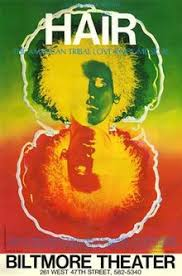 HAIR
THE AMERICAN TRIBAL LOVE ROCK MUSICAL
BILTMORE THEATER
261 WEST 47TH STREET, 582-5340